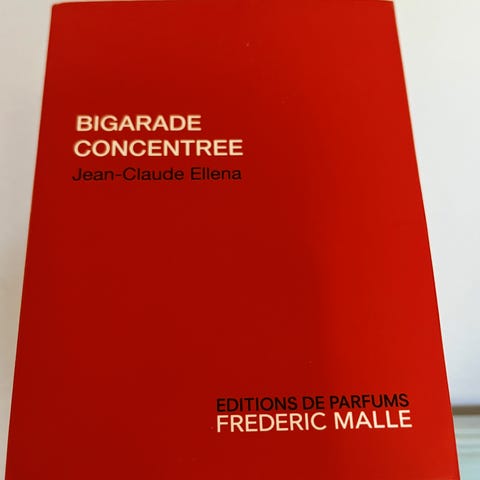 BIGARADE
CONCENTREE
Jean-Claude Ellena
EDITIONS DE PARFUMS
FREDERIC MALLE